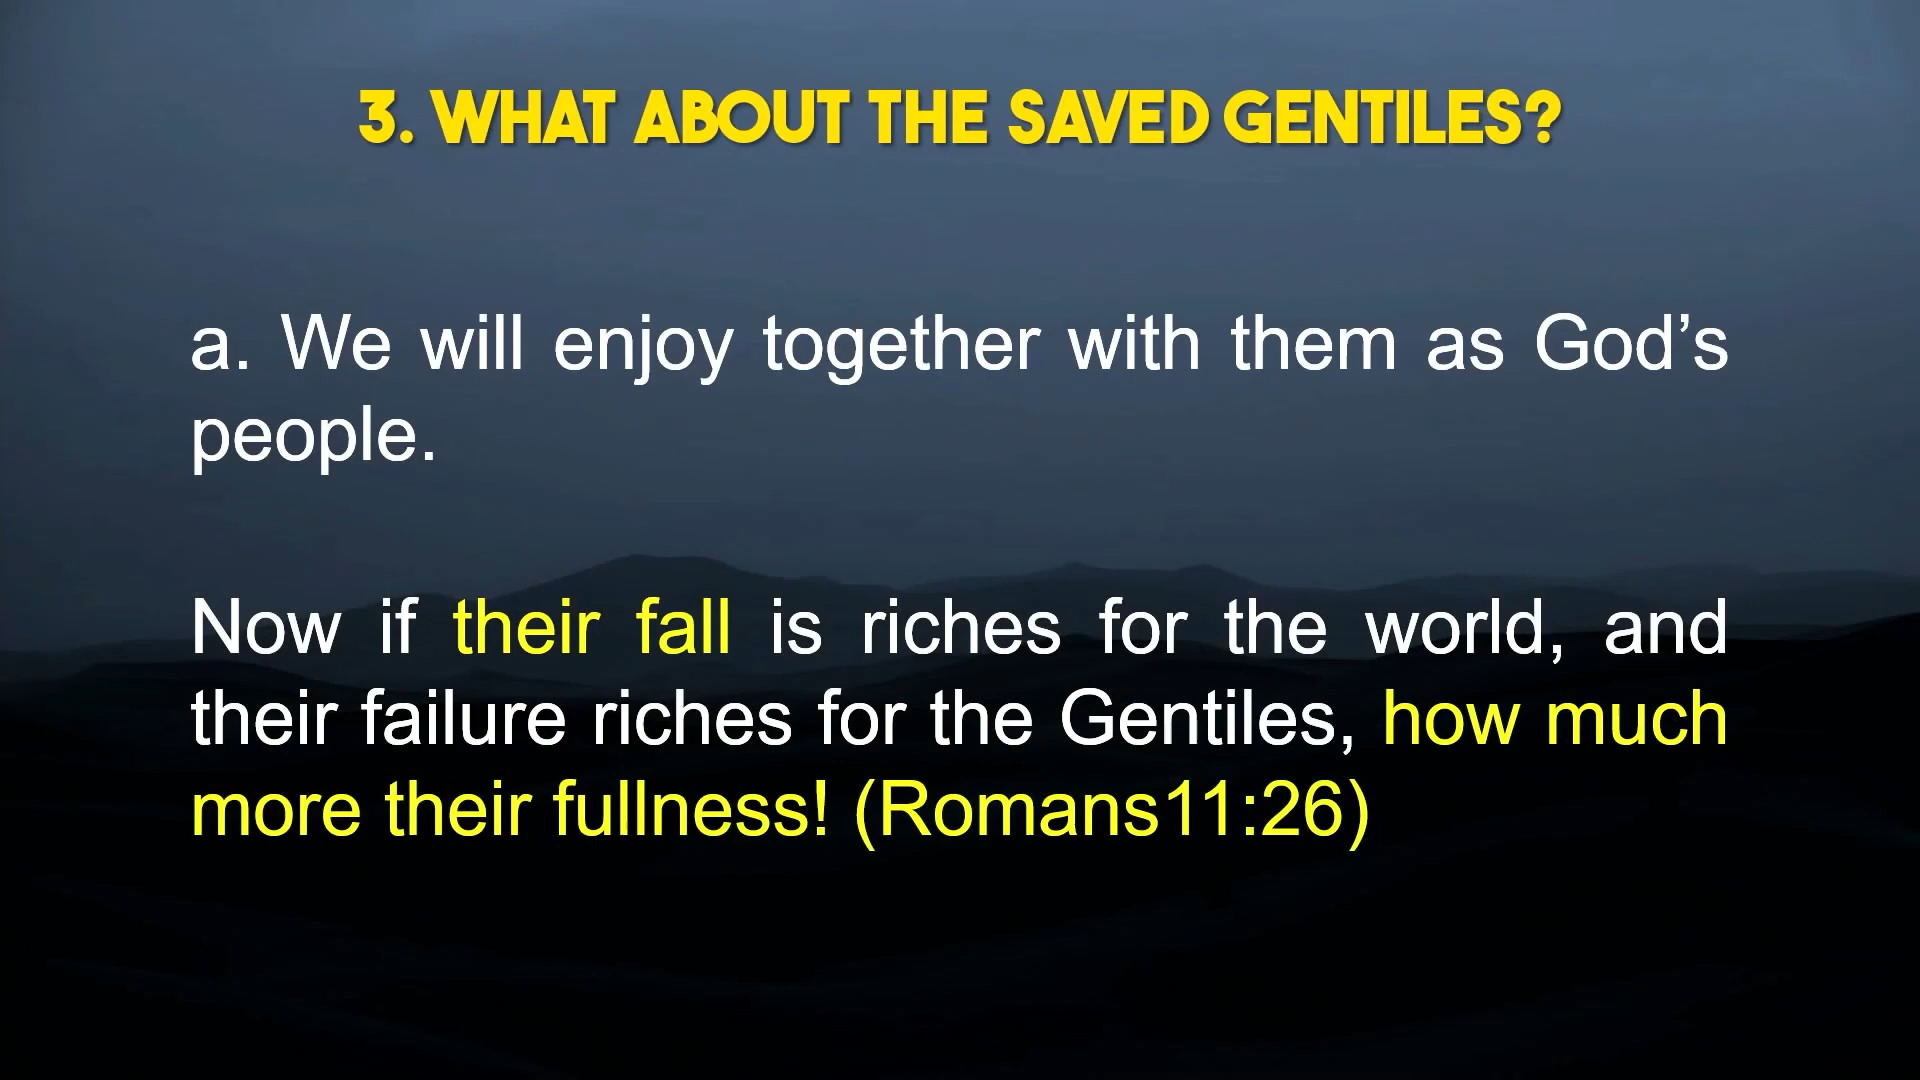 3. WHAT ABOUT THE SAVED GENTILES?
a. We will enjoy together with them as God’s
people.
Now if their fall is riches for the world, and
their failure riches for the Gentiles, how much
more their fullness! (Romans11:26)